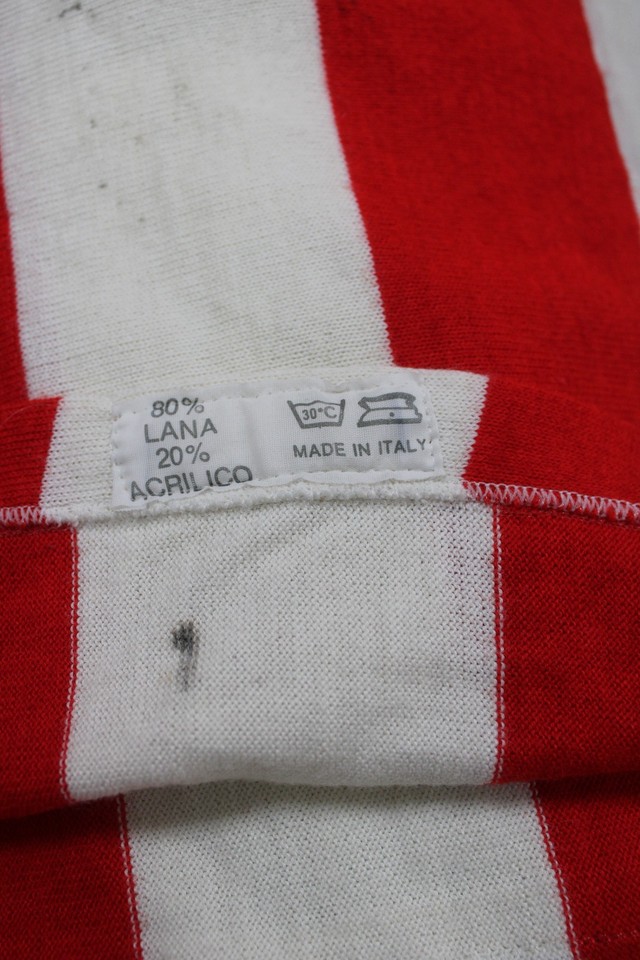 80%
LANA
20%
ACRILICO
30°C
MADE IN ITALY